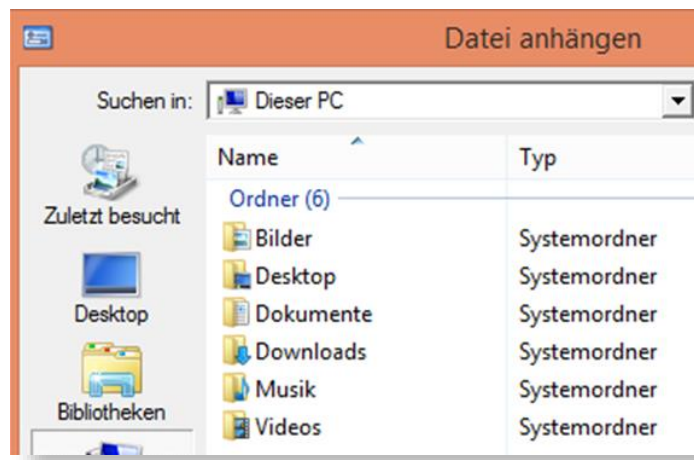 Datei anhängen
Suchen in: Dieser PC
Name Typ
Ordner (6)
Zuletzt besucht
Bilder Systemordner
Desktop Systemordner
Desktop
Dokumente Systemordner
Downloads Systemordner
Bibliotheken
Musik Systemordner
Videos Systemordner